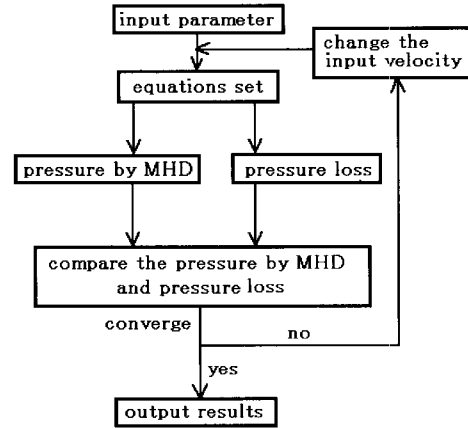 input parameter
change the
input velocity
equations set
pressure by MHD
pressure loss
compare the pressure by MHD
and pressure loss
converge
no
yes
output results